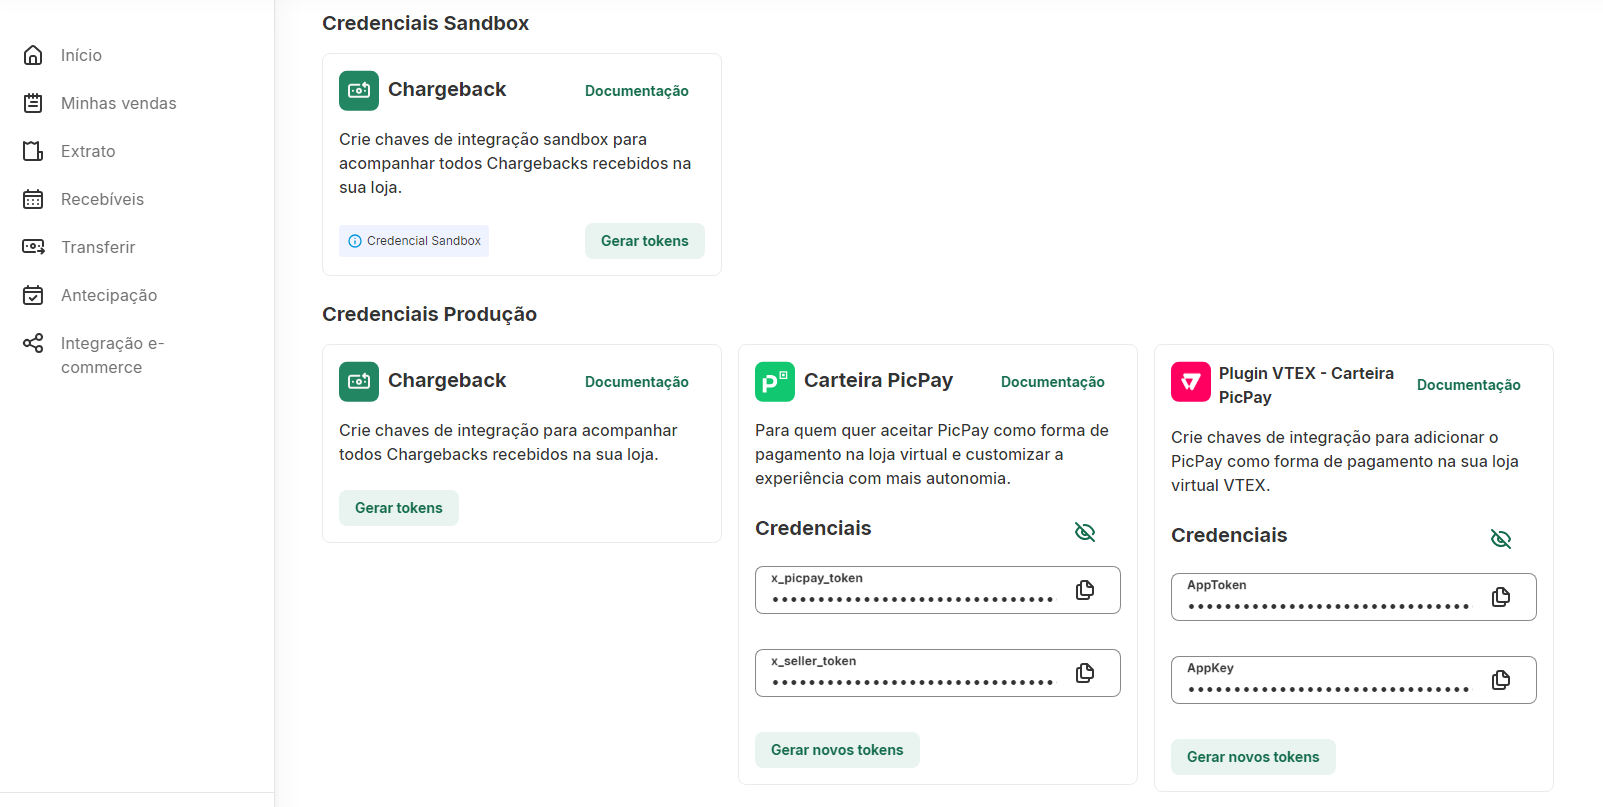 Início
Minhas vendas
Extrato
Recebíveis
Transferir
Antecipação
Integração e-
commerce
Credenciais Sandbox
Chargeback
Documentação
Crie chaves de integração sandbox para
acompanhar todos Chargebacks recebidos na
sua loja.
Credencial Sandbox
Gerar tokens
Credenciais Produção
Chargeback
Documentação
Crie chaves de integração para acompanhar
todos Chargebacks recebidos na sua loja.
Gerar tokens
Carteira PicPay
Documentação
Para quem quer aceitar PicPay como forma de
pagamento na loja virtual e customizar a
experiência com mais autonomia.
Credenciais
x_picpay_token
x_seller_token
Gerar novos tokens
Plugin VTEX - Carteira
PicPay
Documentação
Crie chaves de integração para adicionar o
PicPay como forma de pagamento na sua loja
virtual VTEX.
Credenciais
AppToken
AppKey
Gerar novos tokens